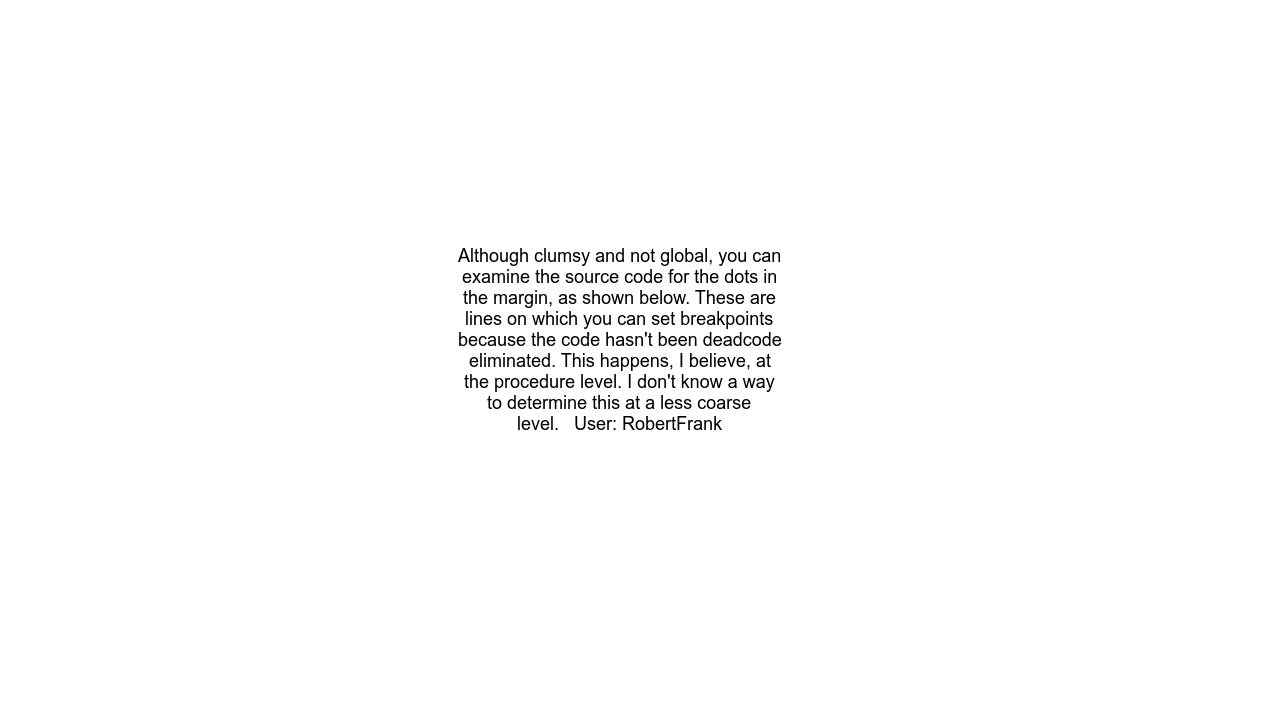 Although clumsy and not global, you can
examine the source code for the dots in
the margin, as shown below. These are
lines on which you can set breakpoints
because the code hasn't been deadcode
eliminated. This happens, I believe, at
the procedure level. I don't know a way
to determine this at a less coarse
level.   User: RobertFrank